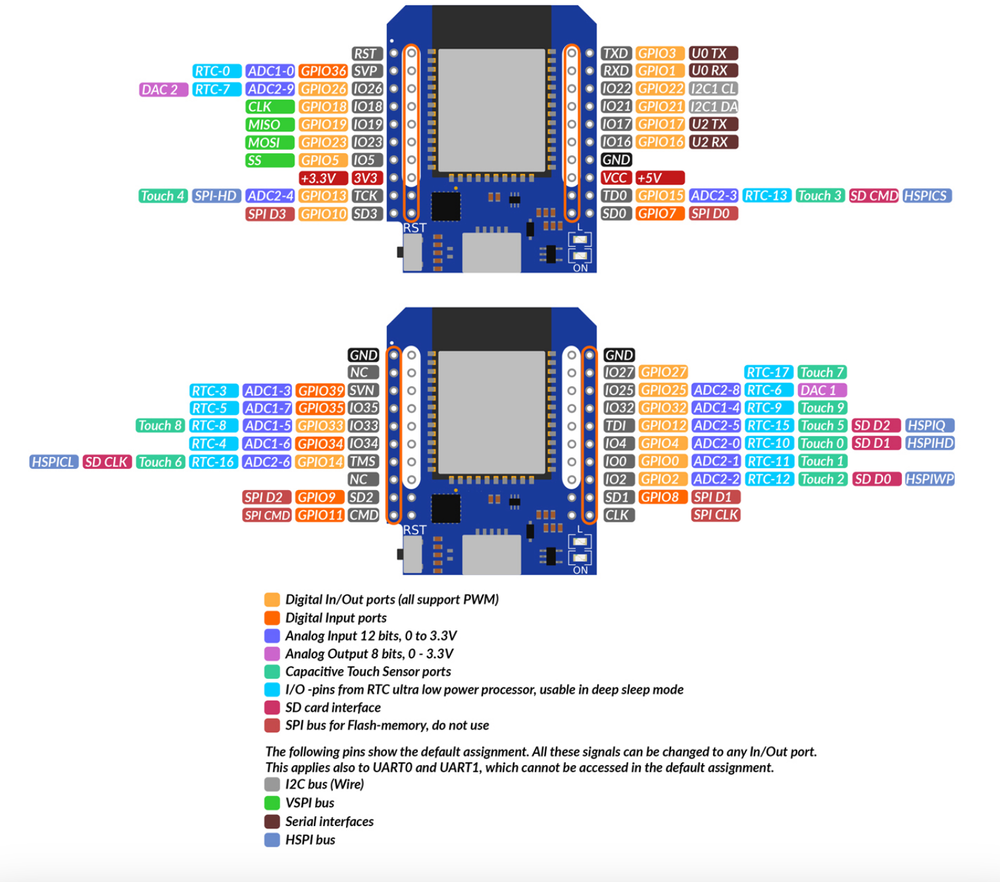 RST TXD GPIO3 U0 TX
RTC-0 ADC1-0 GPIO36 SVP RXD GPIO1 U0 RX
DAC 2 RTC-7 ADC2-9 GPIO26 IO26 IO22 GPIO22 I2C1 CL
CLK GPIO18 IO18 IO21 GPIO21 I2C1 DA
MISO GPIO19 IO19 IO17 GPIO17 U2 TX
MOSI GPIO23 IO23 IO16 GPIO16 U2 RX
SS GPIO5 IO5 GND
+3.3V 3V3 VCC +5V
Touch 4 SPI-HD ADC2-4 GPIO13 TCK TD0 GPIO15 ADC2-3 RTC-13 Touch 3 SD CMD HSPICS
SPI D3 GPIO10 SD3 SD0 GPIO7 SPI D0
RST L
ON
GND GND
NC IO27 GPIO27 RTC-17 Touch 7
RTC-3 ADC1-3 GPIO39 SVN IO25 GPIO25 ADC2-8 RTC-6 DAC 1
RTC-5 ADC1-7 GPIO35 IO35 IO32 GPIO32 ADC1-4 RTC-9 Touch 9
Touch 8 RTC-8 ADC1-5 GPIO33 IO33 TDI GPIO12 ADC2-5 RTC-15 Touch 5 SD D2 HSPIQ
RTC-4 ADC1-6 GPIO34 IO34 IO4 GPIO4 ADC2-0 RTC-10 Touch 0 SD D1 HSPIHD
HSPICL SD CLK Touch 6 RTC-16 ADC2-6 GPIO14 TMS IO0 GPIO0 ADC2-1 RTC-11 Touch 1
NC IO2 GPIO2 ADC2-2 RTC-12 Touch 2 SD D0 HSPIWP
SPI D2 GPIO9 SD2 SD1 GPIO8 SPI D1
SPI CMD GPIO11 CMD CLK SPI CLK
RST L
ON
Digital In/Out ports (all support PWM)
Digital Input ports
Analog Input 12 bits, 0 to 3.3V
Analog Output 8 bits, 0 - 3.3V
Capacitive Touch Sensor ports
I/O -pins from RTC ultra low power processor, usable in deep sleep mode
SD card interface
SPI bus for Flash-memory, do not use
The following pins show the default assignment. All these signals can be changed to any In/Out port.
This applies also to UART0 and UART1, which cannot be accessed in the default assignment.
I2C bus (Wire)
VSPI bus
Serial interfaces
HSPI bus